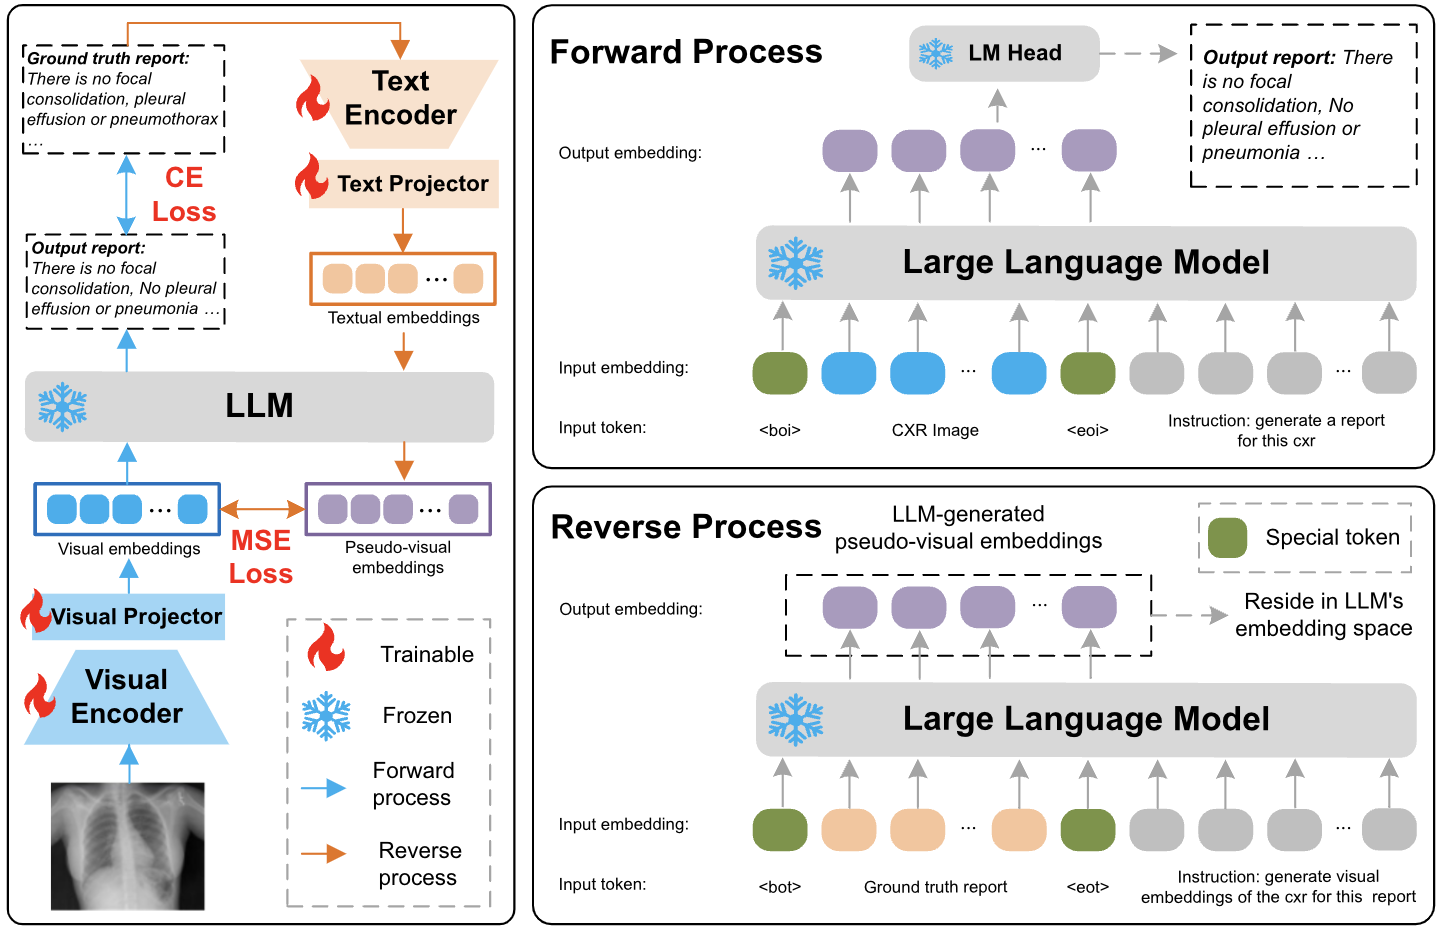 Ground truth report:
There is no focal
consolidation, pleural
effusion or pneumothorax
...
CE
Loss
Output report:
There is no focal
consolidation, No pleural
effusion or pneumonia ...
Text
Encoder
Text Projector
...
Textual embeddings
LLM
...
Visual embeddings
MSE
Loss
...
Pseudo-visual
embeddings
Visual Projector
Visual
Encoder
Trainable
Frozen
Forward
process
Reverse
process
Forward Process
LM Head
Output report: There
is no focal
consolidation, No
pleural effusion or
pneumonia ...
Output embedding:
...
Large Language Model
Input embedding:
...
...
Input token:
<boi>
CXR Image
<eoi>
Instruction: generate a report
for this cxr
Reverse Process
LLM-generated
pseudo-visual embeddings
Special token
Output embedding:
...
Reside in LLM's
embedding space
Large Language Model
Input embedding:
...
...
Input token:
<bot>
Ground truth report
<eot>
Instruction: generate visual
embeddings of the cxr for this report